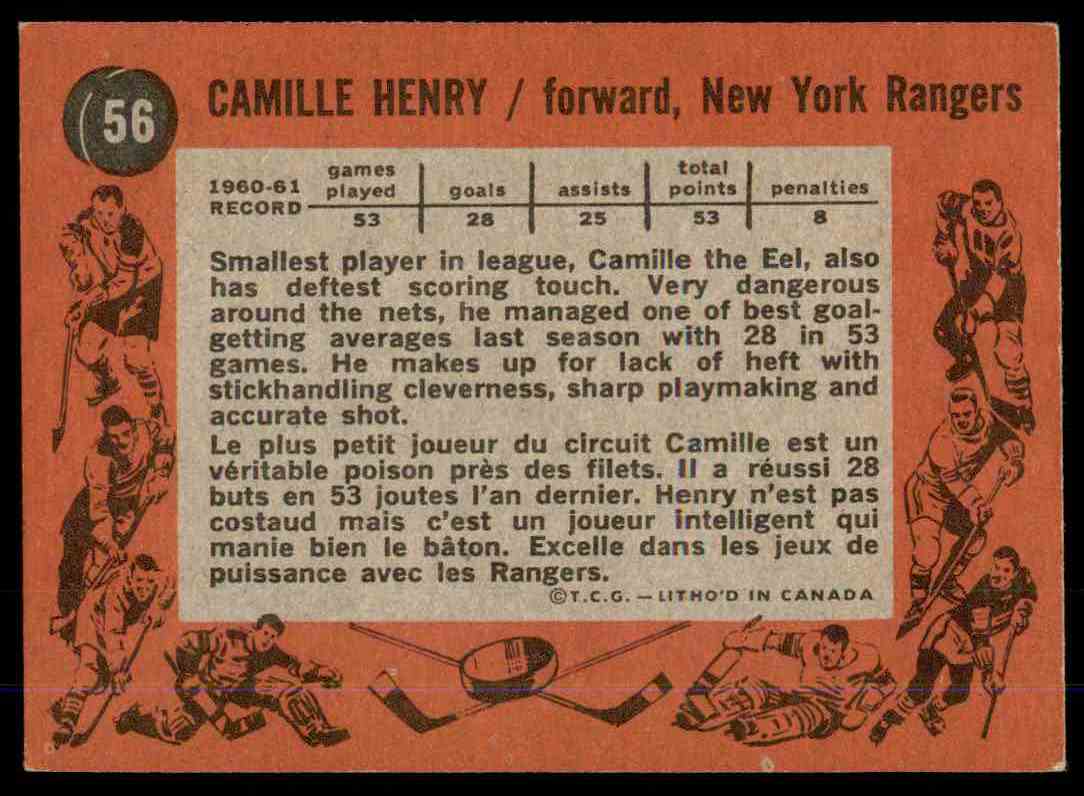 56
CAMILLE HENRY / forward, New York Rangers
1960-61 RECORD
games played goals assists total points penalties
53 28 25 53 8
Smallest player in league, Camille the Eel, also
has deftest scoring touch. Very dangerous
around the nets, he managed one of best goal-
getting averages last season with 28 in 53
games. He makes up for lack of heft with
stickhandling cleverness, sharp playmaking and
accurate shot.
Le plus petit joueur du circuit Camille est un
véritable poison près des filets. Il a réussi 28
buts en 53 joutes l'an dernier. Henry n'est pas
costaud mais c'est un joueur intelligent qui
manie bien le bâton. Excelle dans les jeux de
puissance avec les Rangers.
©T.C.G. — LITHO'D IN CANADA